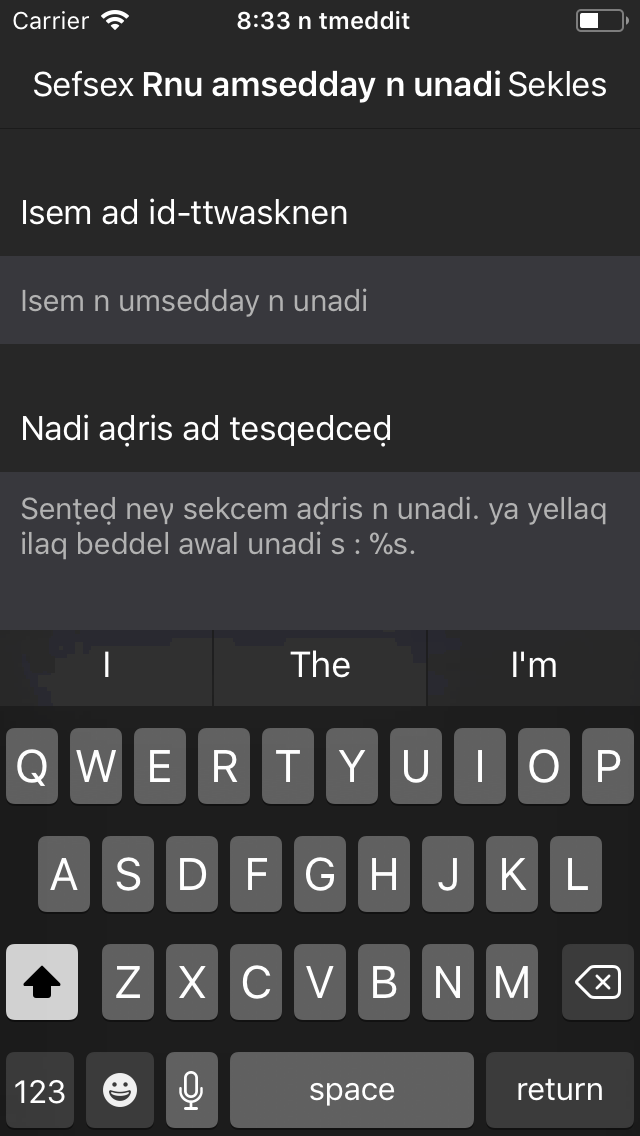 Carrier 8:33 n tmeddit
Sefsex Rnu amsedday n unadi Sekles
Isem ad id-ttwasknen
Isem n umsedday n unadi
Nadi aḍris ad tesqedceḍ
Senṭeḍ neγ sekcem aḍris n unadi. ya yellaq
ilaq beddel awal unadi s : %s.
I The I'm
Q W E R T Y U I O P
A S D F G H J K L
Z X C V B N M
123 space return